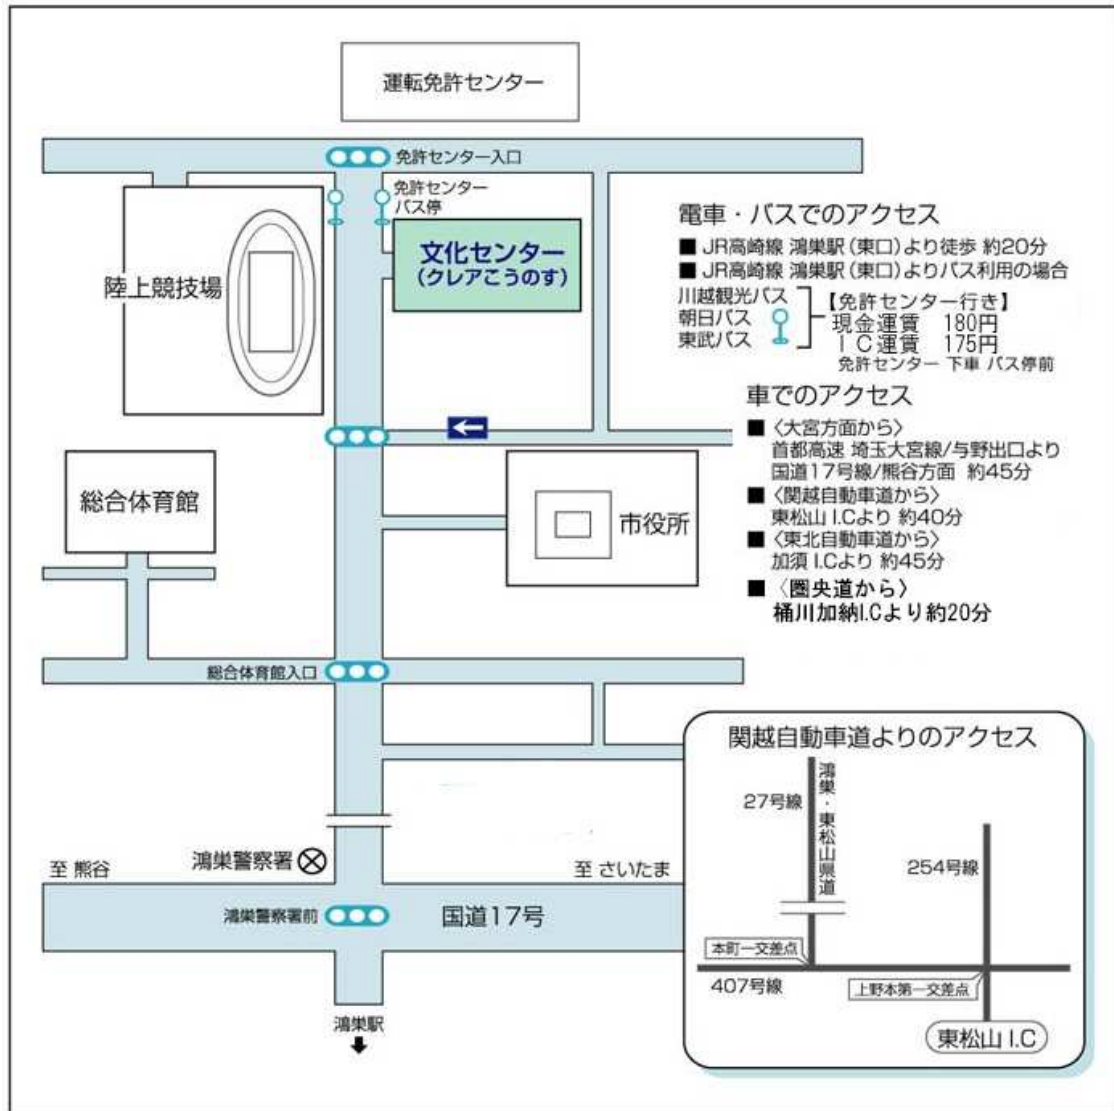 運転免許センター
免許センター入口
免許センター
バス停
文化センター
(クレアこうのす)
陸上競技場
総合体育館
市役所
総合体育館入口
至 熊谷
鴻巣警察署
至 さいたま
鴻巣警察署前
国道17号
鴻巣駅
電車・バスでのアクセス
■ JR高崎線 鴻巣駅(東口)より徒歩 約20分
■ JR高崎線 鴻巣駅(東口)よりバス利用の場合
川越観光バス
朝日バス
東武バス
【免許センター行き】
現金運賃 180円
IC運賃 175円
免許センター 下車 バス停前
車でのアクセス
■〈大宮方面から〉
首都高速 埼玉大宮線/与野出口より
国道17号線/熊谷方面 約45分
■〈関越自動車道から〉
東松山 I.Cより 約40分
■〈東北自動車道から〉
加須 I.Cより 約45分
■〈圏央道から〉
桶川加納I.Cより約20分
関越自動車道よりのアクセス
27号線
鴻巣・東松山県道
254号線
本町一交差点
407号線
上野本第一交差点
東松山 I.C